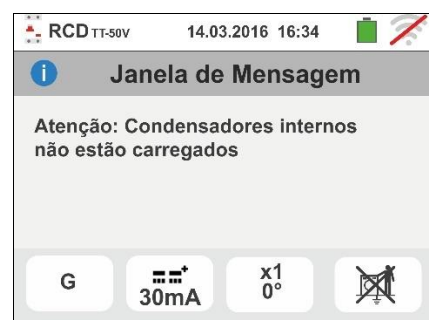 RCD TT-50V 14.03.2016 16:34
i Janela de Mensagem
Atenção: Condensadores internos
não estão carregados
G
30mA
x1
0°